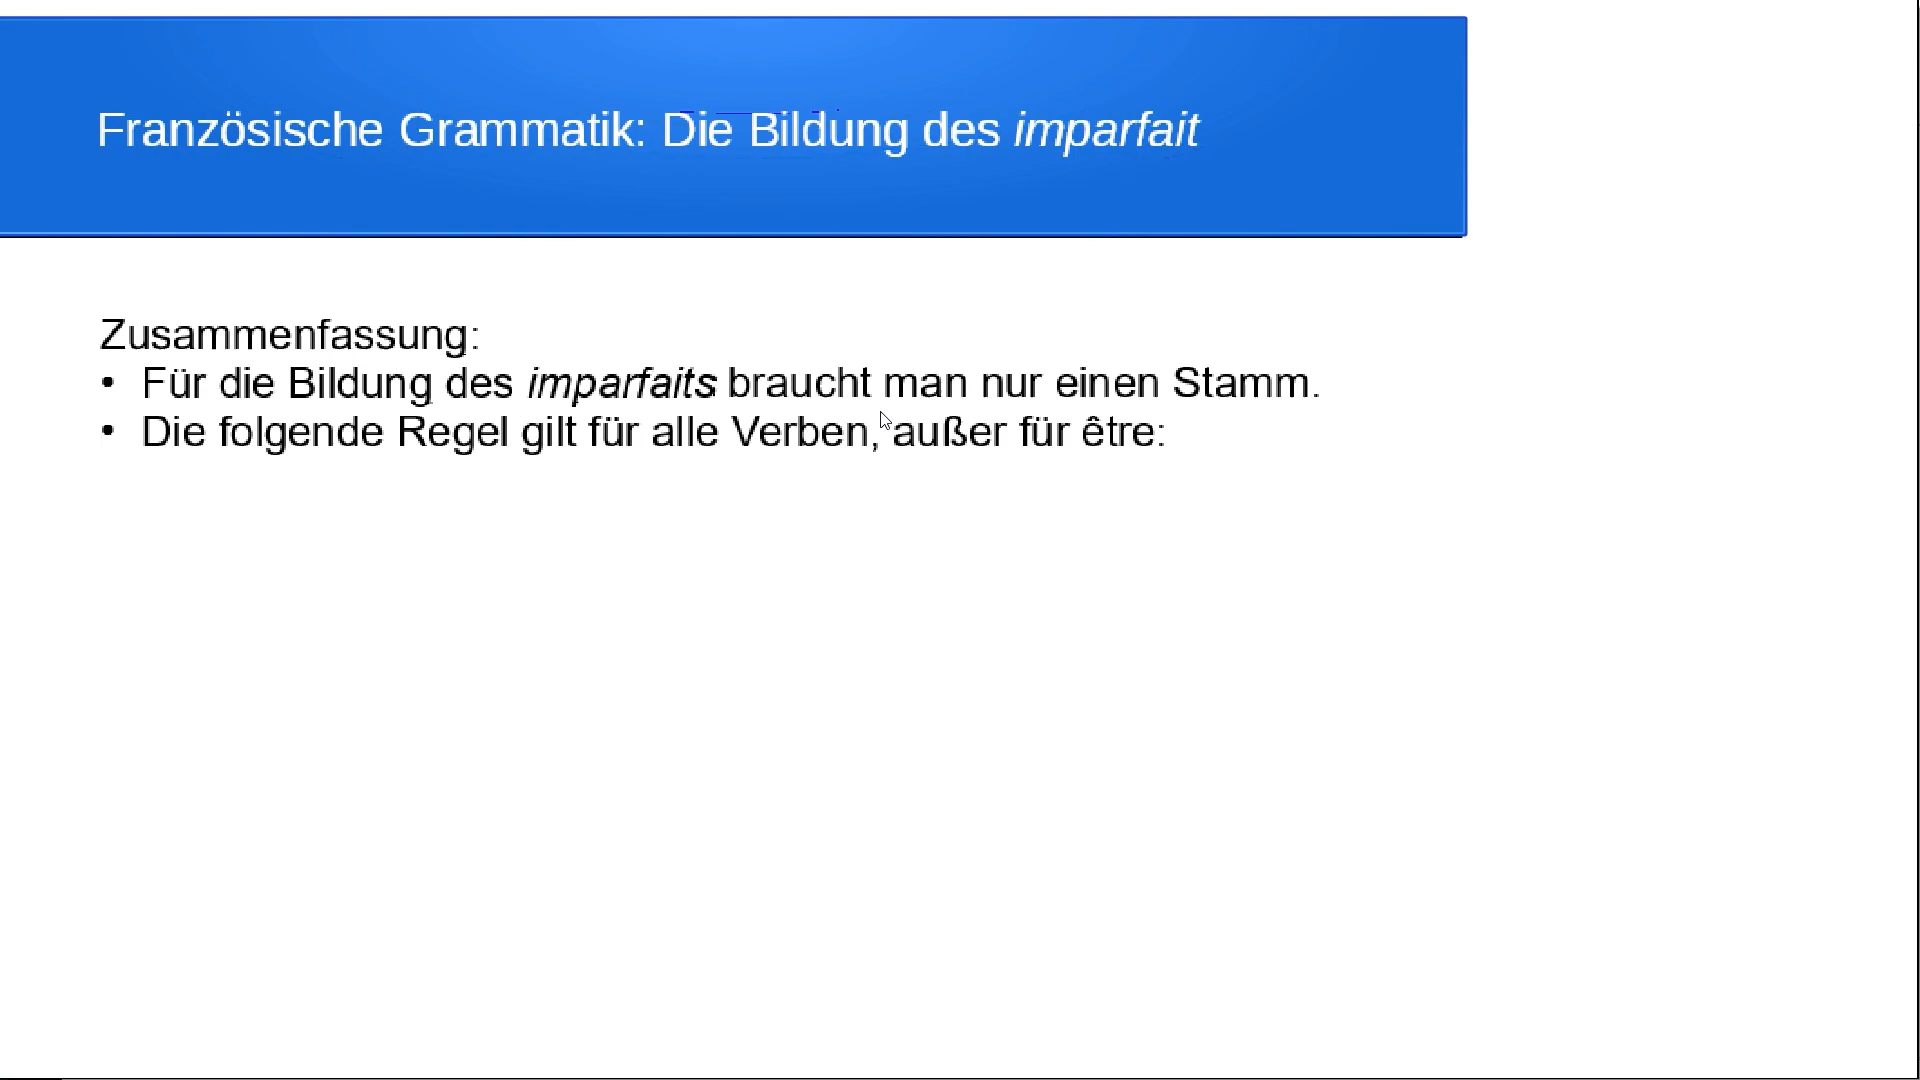 Französische Grammatik: Die Bildung des imparfait
Zusammenfassung:
• Für die Bildung des imparfaits braucht man nur einen Stamm.
• Die folgende Regel gilt für alle Verben, außer für être: